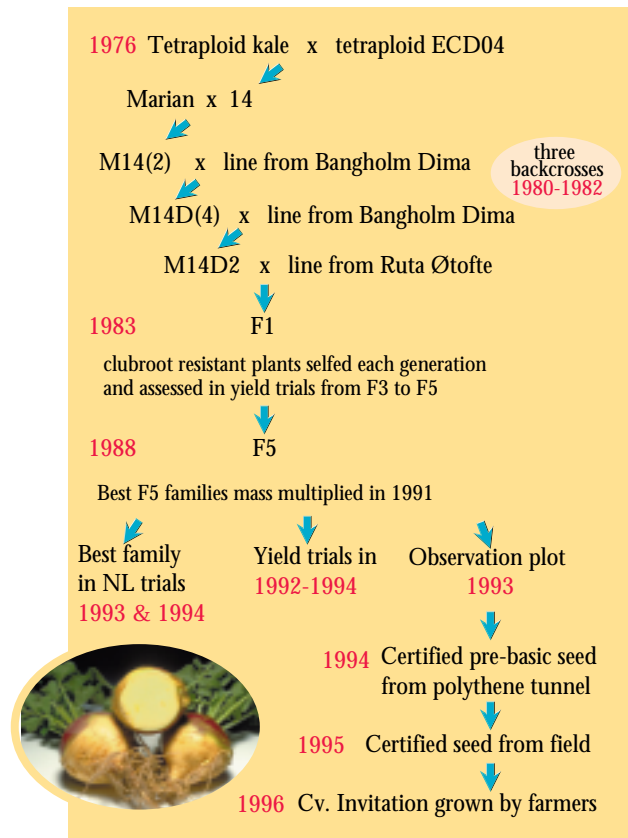 1976 Tetraploid kale x tetraploid ECD04
Marian x 14
M14(2) x line from Bangholm Dima
three
backcrosses
1980-1982
M14D(4) x line from Bangholm Dima
M14D2 x line from Ruta Øtofte
1983 F1
clubroot resistant plants selfed each generation
and assessed in yield trials from F3 to F5
1988 F5
Best F5 families mass multiplied in 1991
Best family
in NL trials
1993 & 1994
Yield trials in
1992-1994
Observation plot
1993
1994 Certified pre-basic seed
from polythene tunnel
1995 Certified seed from field
1996 Cv. Invitation grown by farmers